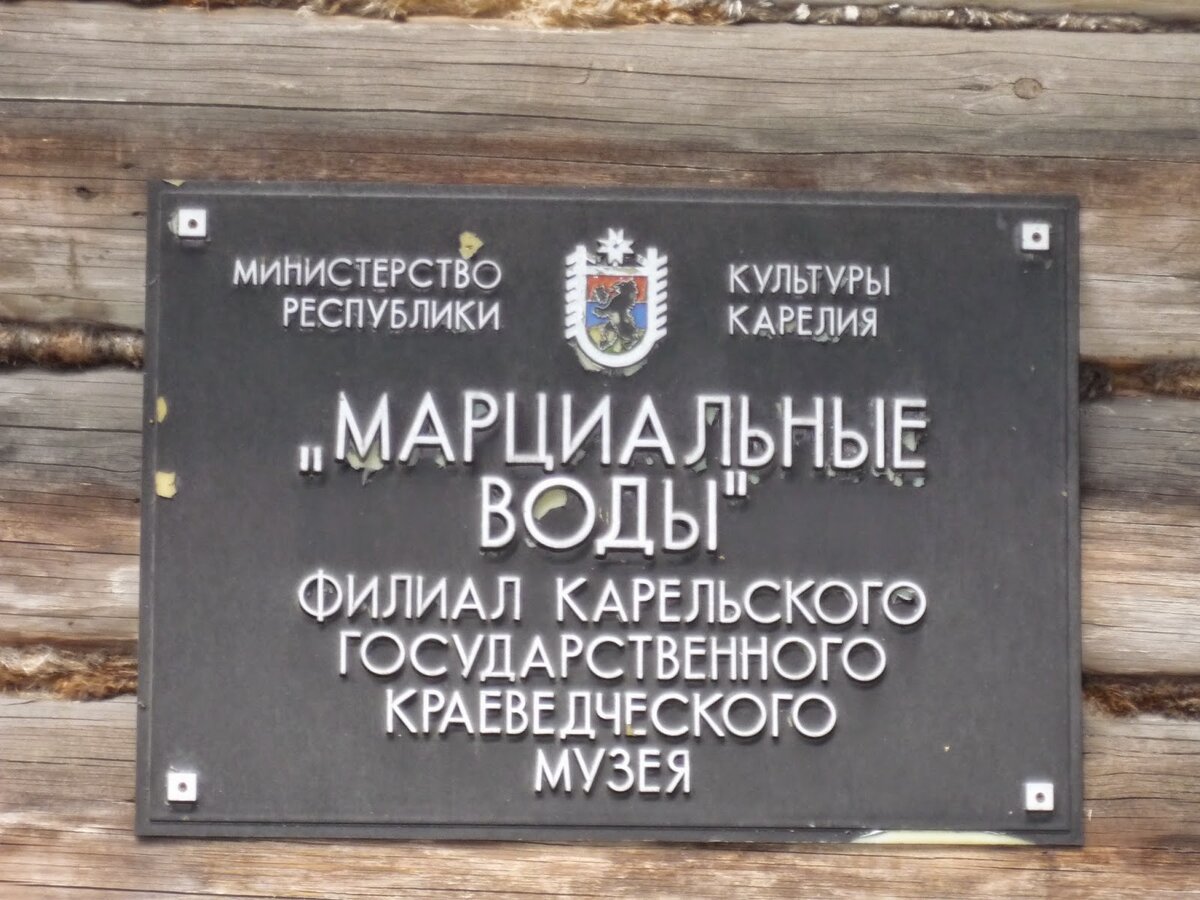 МИНИСТЕРСТВО КУЛЬТУРЫ
РЕСПУБЛИКИ КАРЕЛИЯ
„МАРЦИАЛЬНЫЕ
ВОДЫ"
ФИЛИАЛ КАРЕЛЬСКОГО
ГОСУДАРСТВЕННОГО
КРАЕВЕДЧЕСКОГО
МУЗЕЯ